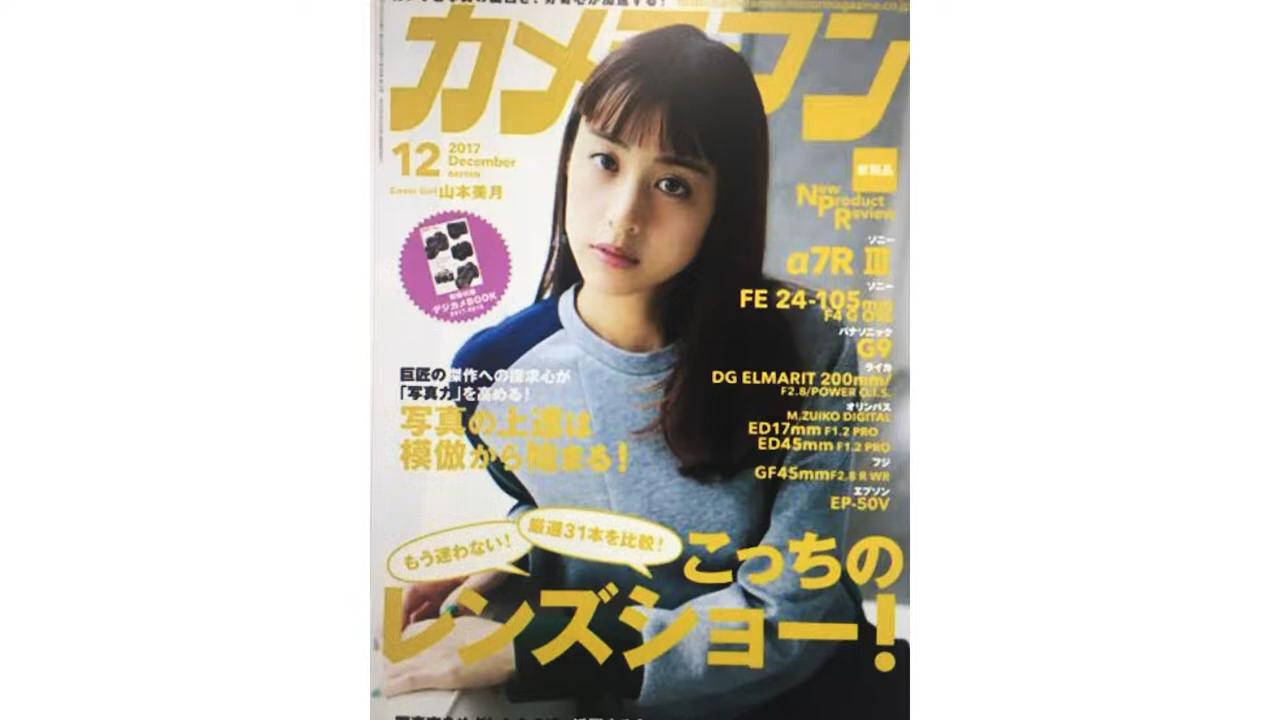 カメラマン
12
2017
December
Cover Girl 山本美月
デジカメBOOK
2017-2018
新製品
New
Product
Review
ソニー
α7R III
ソニー
FE 24-105mm
F4 G OSS
パナソニック
G9
ライカ
DG ELMARIT 200mm/
F2.8/POWER O.I.S.
オリンパス
M.ZUIKO DIGITAL
ED17mm F1.2 PRO
ED45mm F1.2 PRO
フジ
GF45mmF2.8 R WR
エプソン
EP-50V
巨匠の傑作への探求心が
「写真力」を高める!
写真の上達は
模倣から始まる!
もう迷わない!
厳選31本を比較!
こっちの
レンズショー!